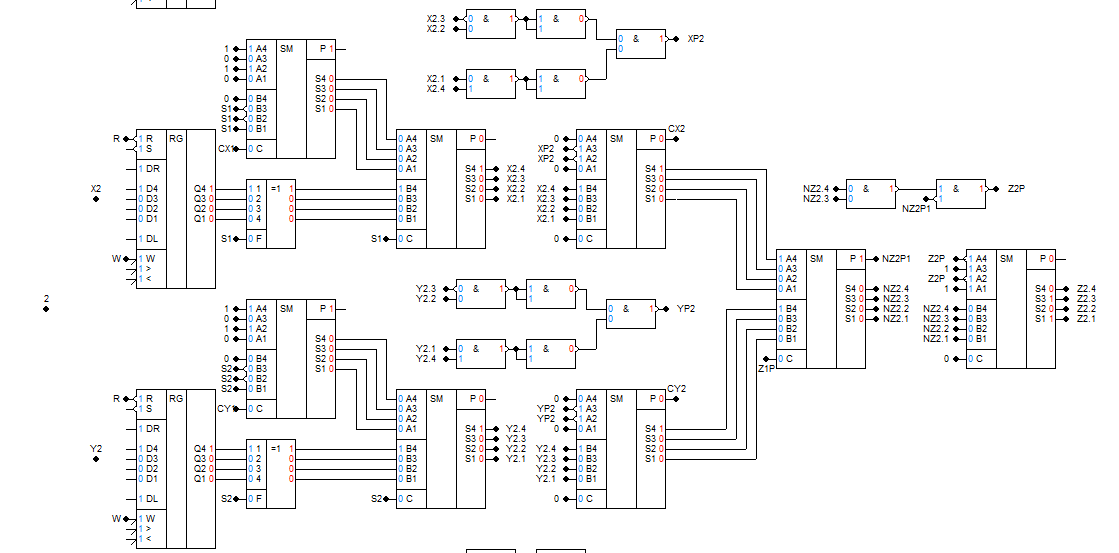 X2.3 0 & 1 1 & 0
X2.2 0 1
0 & 1 XP2
0
X2.1 0 & 1 1 & 0
X2.4 1 1
1 1 A4 SM P 1
0 0 A3
1 1 A2
0 0 A1 S4 0
S3 0
0 0 B4 S2 0
S1 0 B3 S1 0
S1 0 B2
S1 0 B1
CX1 0 C
X2
R 1 R RG
1 S
1 DR
1 D4 Q4 1
0 D3 Q3 0
0 D2 Q2 0
0 D1 Q1 0
1 DL
W 1 W
1 >
1 <
1 1 =1 1
0 2 0
0 3 0
0 4 0
S1 0 F
0 A4 SM P 0
0 A3
0 A2
0 A1 S4 1 X2.4
S3 0 X2.3
1 B4 S2 0 X2.2
0 B3 S1 0 X2.1
0 B2
0 B1
S1 0 C
CX2
0 0 A4 SM P 0
XP2 1 A3
XP2 1 A2
0 0 A1 S4 1
S3 0
X2.4 1 B4 S2 0
X2.3 0 B3 S1 0
X2.2 0 B2
X2.1 0 B1
0 0 C
NZ2.4 0 & 1 1 & 0 Z2P
NZ2.3 0 NZ2P1 1
2
Y2.3 0 & 1 1 & 0
Y2.2 0 1
0 & 1 YP2
0
Y2.1 0 & 1 1 & 0
Y2.4 1 1
1 1 A4 SM P 1
0 0 A3
1 1 A2
0 0 A1 S4 0
S3 0
0 0 B4 S2 0
S2 0 B3 S1 0
S2 0 B2
S2 0 B1
CY1 0 C
Y2
R 1 R RG
1 S
1 DR
1 D4 Q4 1
0 D3 Q3 0
0 D2 Q2 0
0 D1 Q1 0
1 DL
W 1 W
1 >
1 <
1 1 =1 1
0 2 0
0 3 0
0 4 0
S2 0 F
0 A4 SM P 0
0 A3
0 A2
0 A1 S4 1 Y2.4
S3 0 Y2.3
1 B4 S2 0 Y2.2
0 B3 S1 0 Y2.1
0 B2
0 B1
S2 0 C
CY2
0 0 A4 SM P 0
YP2 1 A3
YP2 1 A2
0 0 A1 S4 1
S3 0
Y2.4 1 B4 S2 0
Y2.3 0 B3 S1 0
Y2.2 0 B2
Y2.1 0 B1
0 0 C
1 A4 SM P 1 NZ2P1
0 A3
0 A2
0 A1 S4 0 NZ2.4
S3 0 NZ2.3
1 B4 S2 0 NZ2.2
0 B3 S1 0 NZ2.1
0 B2
0 B1
0 C
Z1P
Z2P A4 SM P 0
1 1 A3
Z2P A2
1 1 A1 S4 0 Z2.4
S3 1 Z2.3
NZ2.4 0 B4 S2 0 Z2.2
NZ2.3 0 B3 S1 1 Z2.1
NZ2.2 0 B2
NZ2.1 0 B1
0 0 C